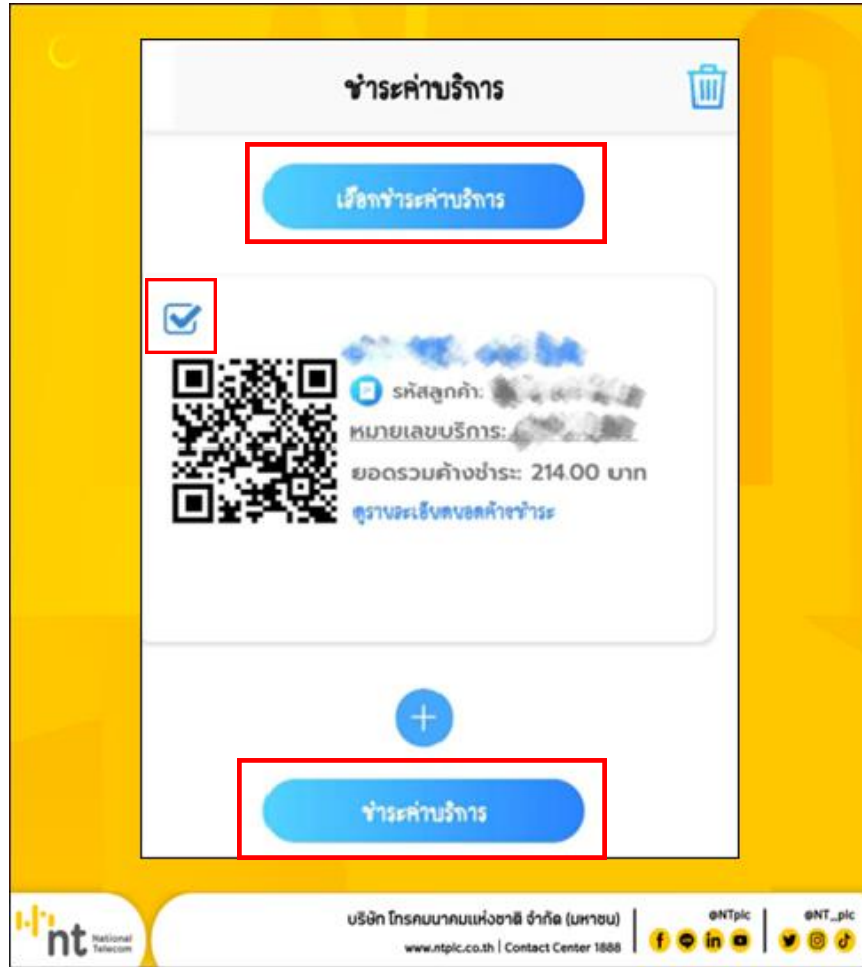 ชำระค่าบริการ
เลือกชำระค่าบริการ
รหัสลูกค้า:
หมายเลขบริการ:
ยอดรวมค้างชำระ: 214.00 บาท
ดูรายละเอียดยอดค้างชำระ
ชำระค่าบริการ
nt National Telecom
บริษัท โทรคมนาคมแห่งชาติ จำกัด (มหาชน)
www.ntplc.co.th | Contact Center 1888
@NTplc
@NT_plc